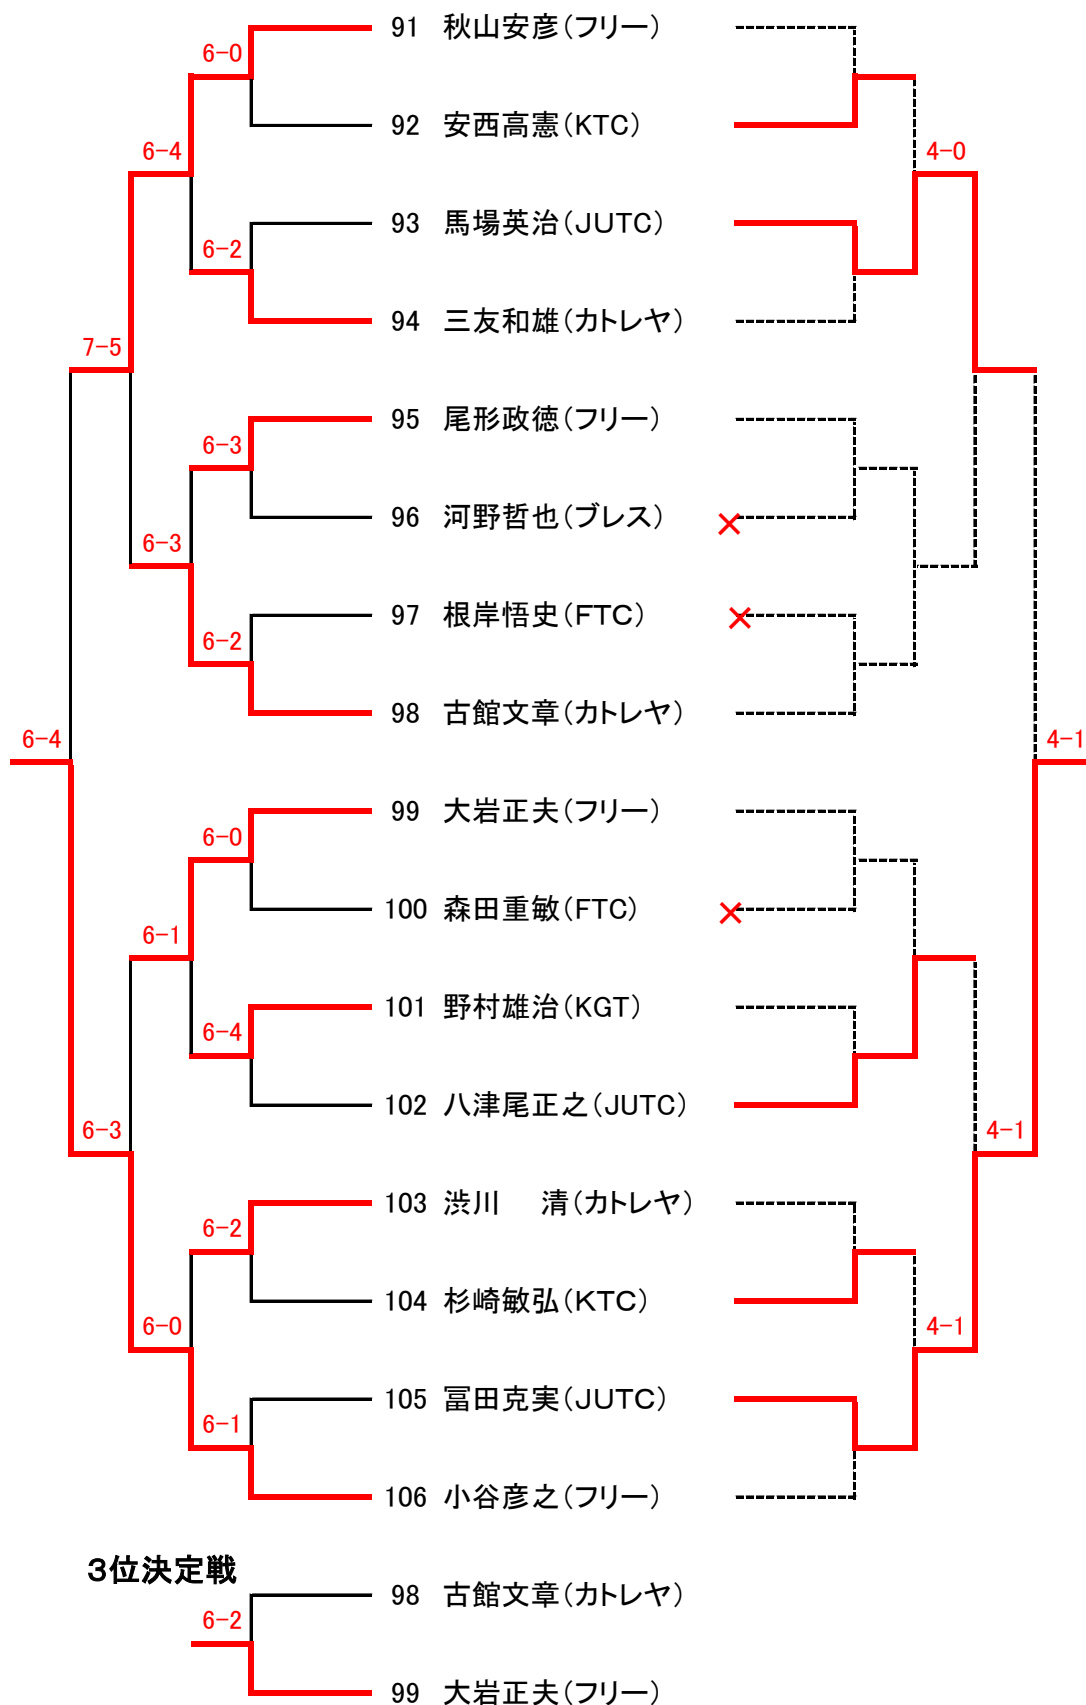 91 秋山安彦(フリー)
6-0
92 安西高憲(KTC)
6-4 4-0
93 馬場英治(JUTC)
6-2
94 三友和雄(カトレヤ)
7-5
95 尾形政徳(フリー)
6-3
96 河野哲也(ブレス)
6-3
97 根岸悟史(FTC)
6-2
98 古館文章(カトレヤ)
6-4 4-1
99 大岩正夫(フリー)
6-0
100 森田重敏(FTC)
6-1
101 野村雄治(KGT)
6-4
102 八津尾正之(JUTC)
6-3 4-1
103 渋川 清(カトレヤ)
6-2
104 杉崎敏弘(KTC)
6-0 4-1
105 冨田克実(JUTC)
6-1
106 小谷彦之(フリー)
3位決定戦
98 古館文章(カトレヤ)
6-2
99 大岩正夫(フリー)